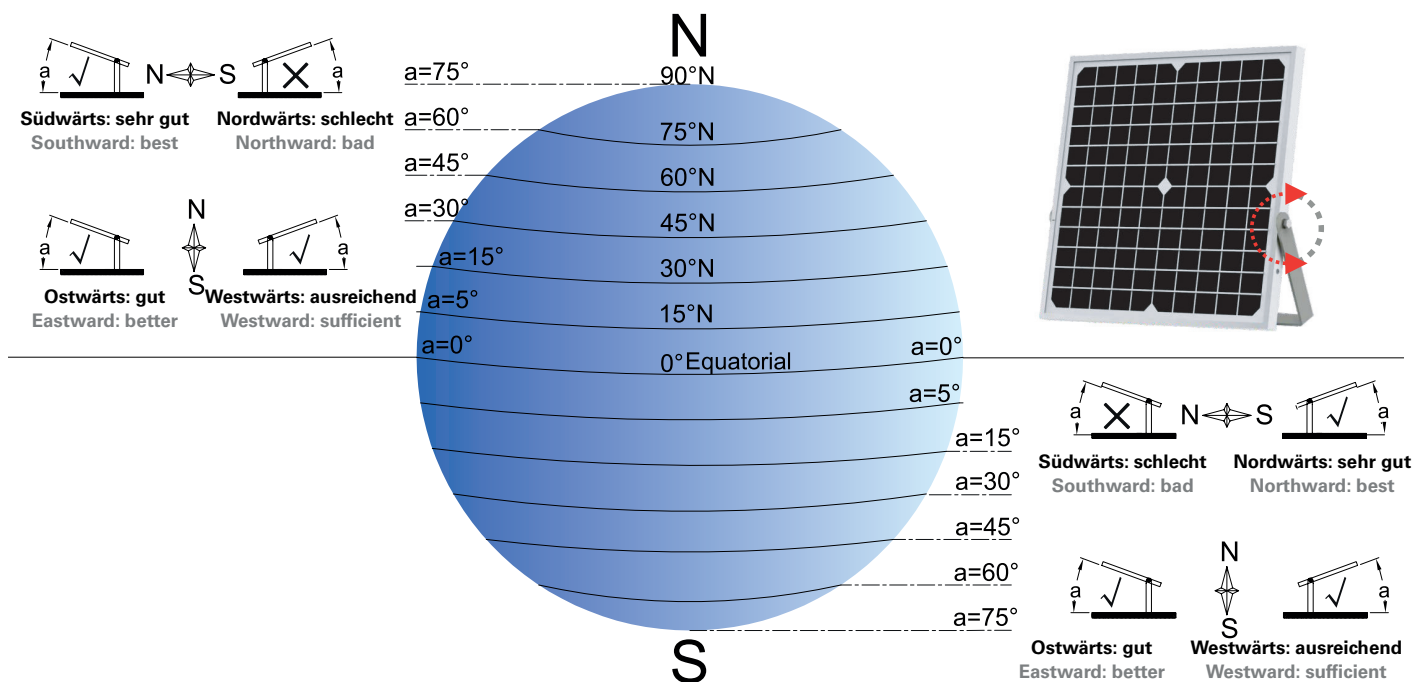 a
N
S
a
Südwärts: sehr gut
Nordwärts: schlecht
Southward: best
Northward: bad
a
N
S
a
Ostwärts: gut
Westwärts: ausreichend
Eastward: better
Westward: sufficient
N
a=75°
90°N
a=60°
75°N
a=45°
60°N
a=30°
45°N
a=15°
30°N
a=5°
15°N
a=0°
0° Equatorial
a=0°
a=5°
a=15°
a=30°
a=45°
a=60°
a=75°
S
a
N
S
a
Südwärts: schlecht
Nordwärts: sehr gut
Southward: bad
Northward: best
a
N
S
a
Ostwärts: gut
Westwärts: ausreichend
Eastward: better
Westward: sufficient